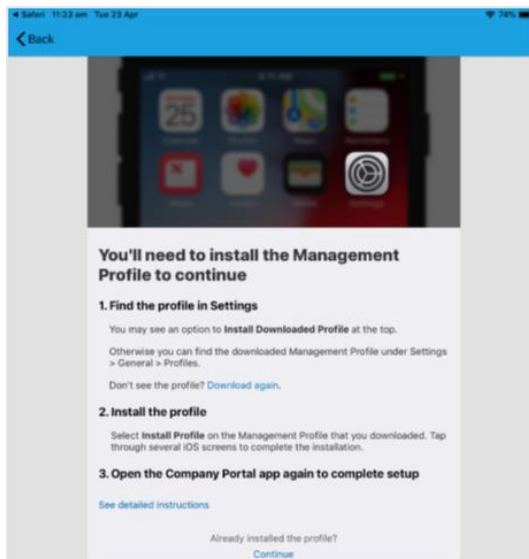 Safari 11:23 am Tue 23 Apr 74%
Back
25
Settings
You'll need to install the Management
Profile to continue
1. Find the profile in Settings
You may see an option to Install Downloaded Profile at the top.
Otherwise you can find the downloaded Management Profile under Settings
> General > Profiles.
Don't see the profile? Download again.
2. Install the profile
Select Install Profile on the Management Profile that you downloaded. Tap
through several iOS screens to complete the installation.
3. Open the Company Portal app again to complete setup
See detailed instructions
Already installed the profile?
Continue